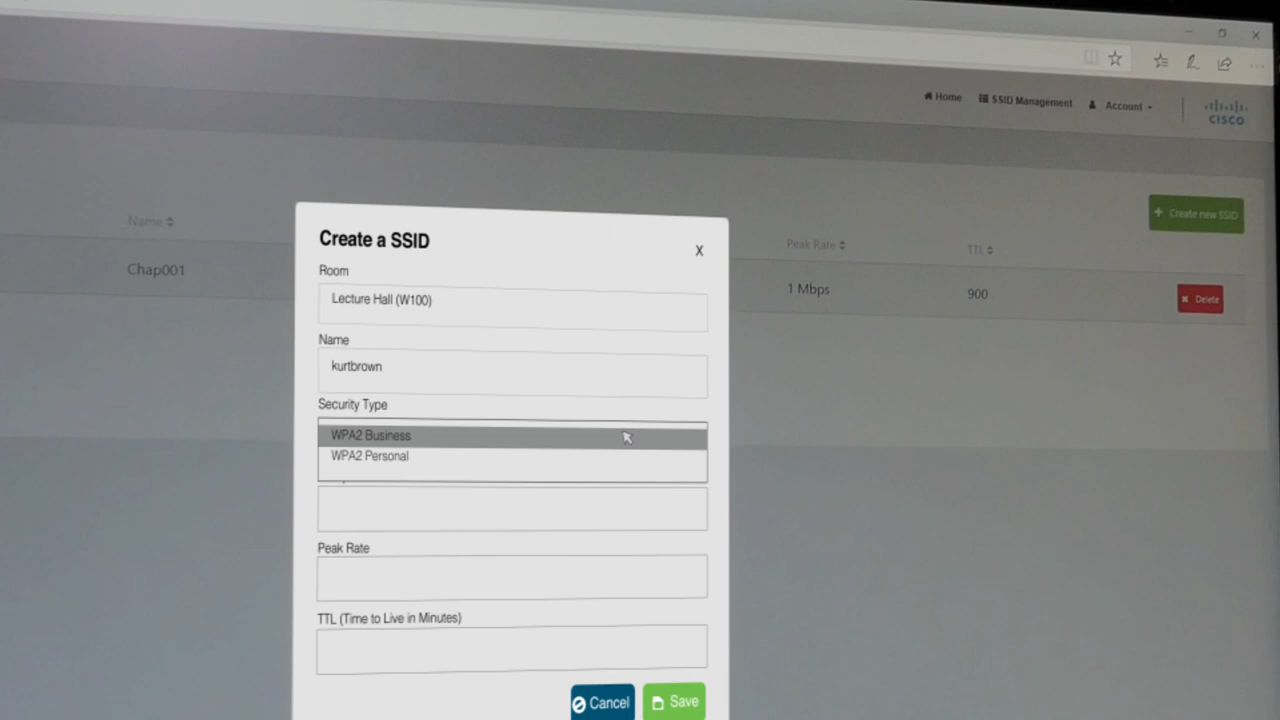 Home SSID Management Account
CISCO
Create new SSID
Name Peak Rate TTL
Chap001 1 Mbps 900 Delete
Create a SSID X
Room
Lecture Hall (W100)
Name
kurtbrown
Security Type
WPA2 Business
WPA2 Personal
Peak Rate
TTL (Time to Live in Minutes)
Cancel Save